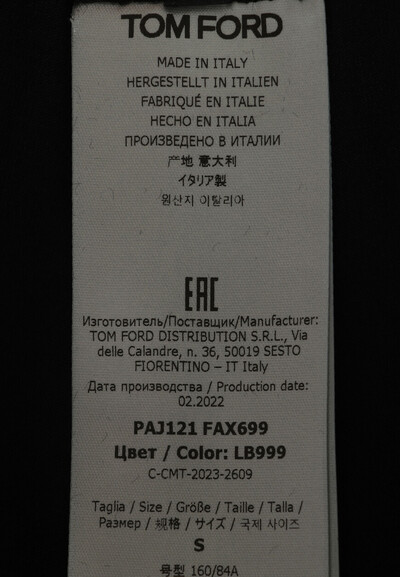 TOM FORD
MADE IN ITALY
HERGESTELLT IN ITALIEN
FABRIQUÉ EN ITALIE
HECHO EN ITALIA
ПРОИЗВЕДЕНО В ИТАЛИИ
产地 意大利
イタリア製
원산지 이탈리아
EAC
Изготовитель/Поставщик/Manufacturer:
TOM FORD DISTRIBUTION S.R.L., Via
delle Calandre, n. 36, 50019 SESTO
FIORENTINO – IT Italy
Дата производства / Production date:
02.2022
PAJ121 FAX699
Цвет / Color: LB999
C-CMT-2023-2609
Taglia / Size / Größe / Taille / Talla /
Размер / 规格 / サイズ / 국제 사이즈
S
号型 160/84A